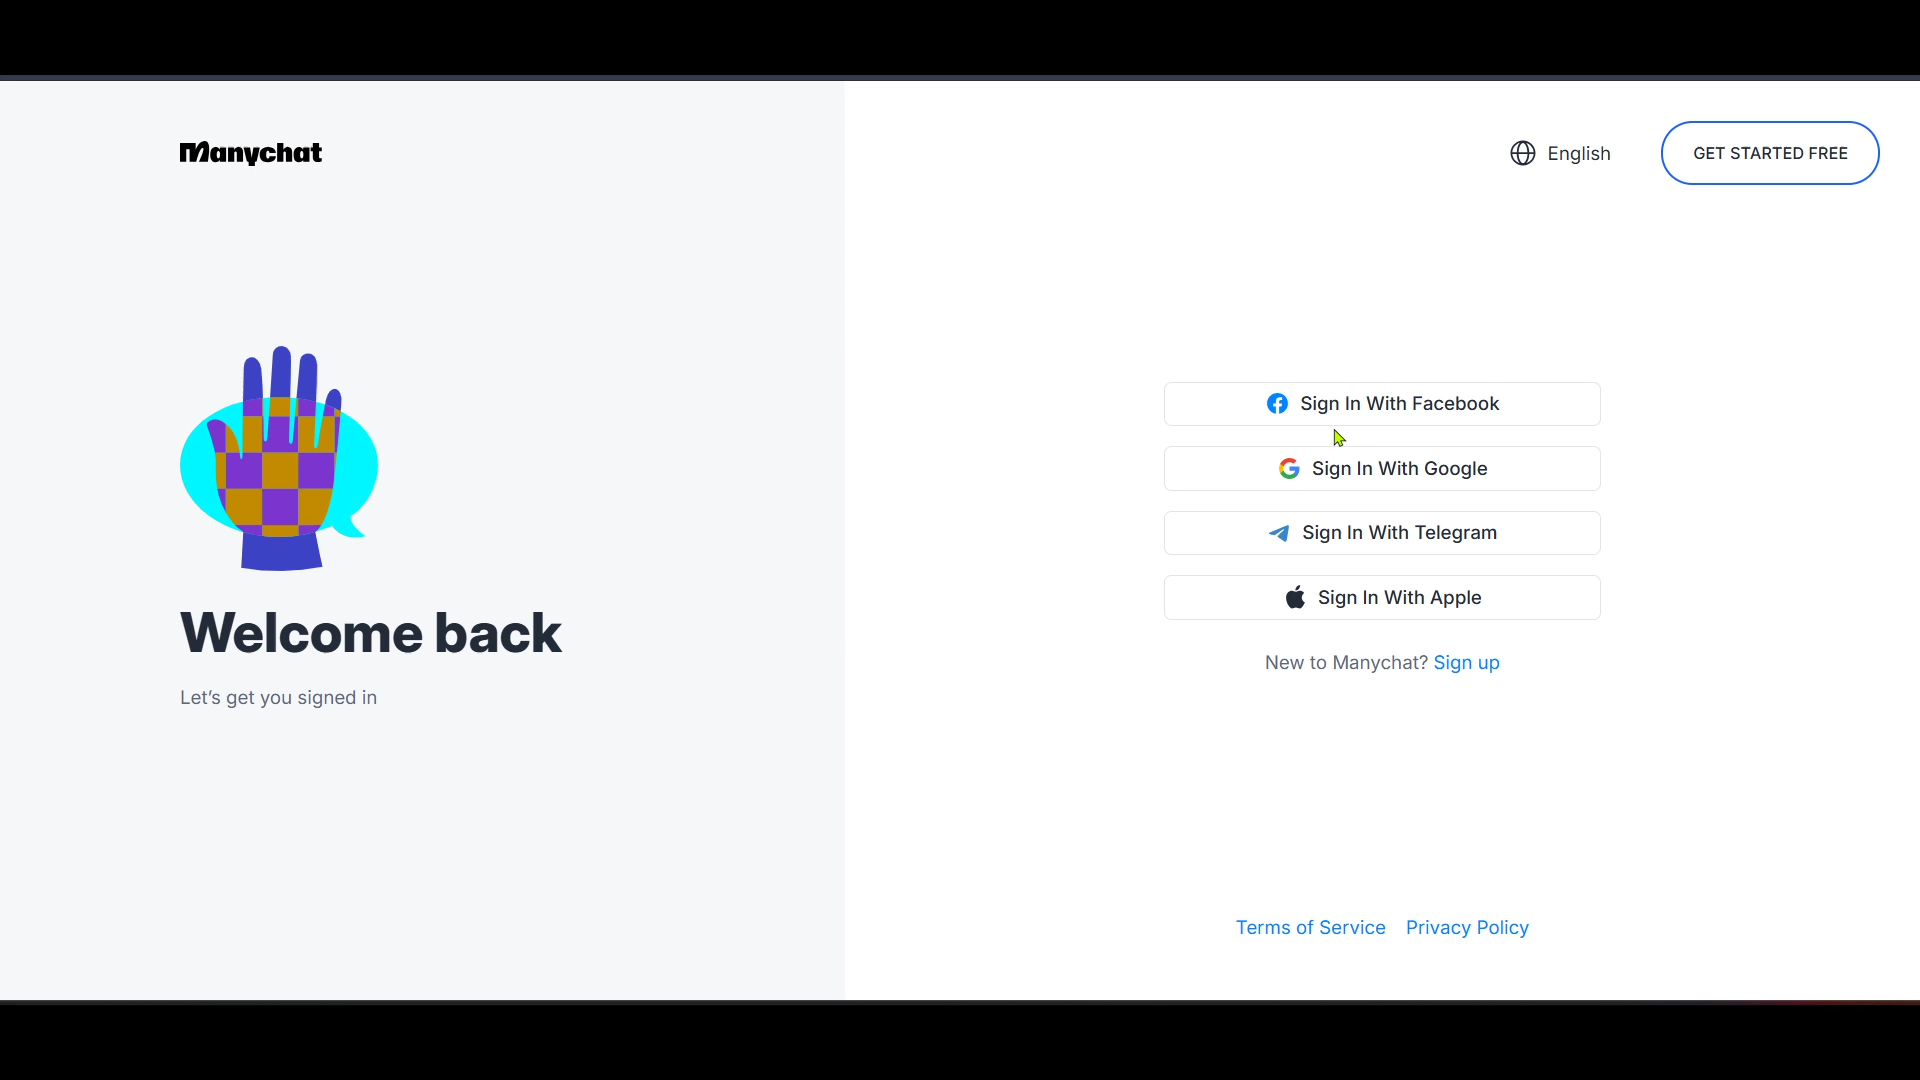 Manychat
English
GET STARTED FREE
Sign In With Facebook
Sign In With Google
Sign In With Telegram
Sign In With Apple
New to Manychat? Sign up
Welcome back
Let's get you signed in
Terms of Service Privacy Policy